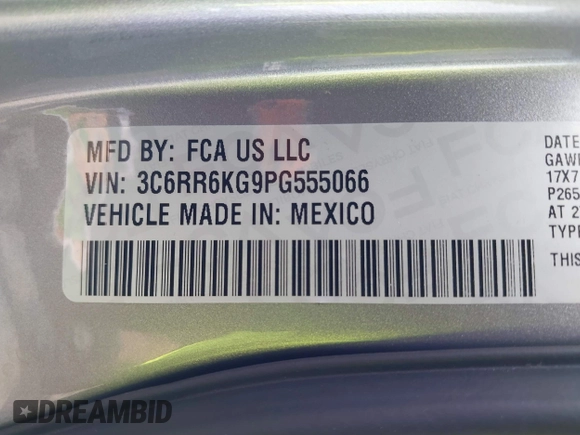 MFD BY: FCA US LLC
VIN: 3C6RR6KG9PG555066
VEHICLE MADE IN: MEXICO
DATE
GAWR
17X7
P265
AT 2
TYPE
THIS
DREAMBID